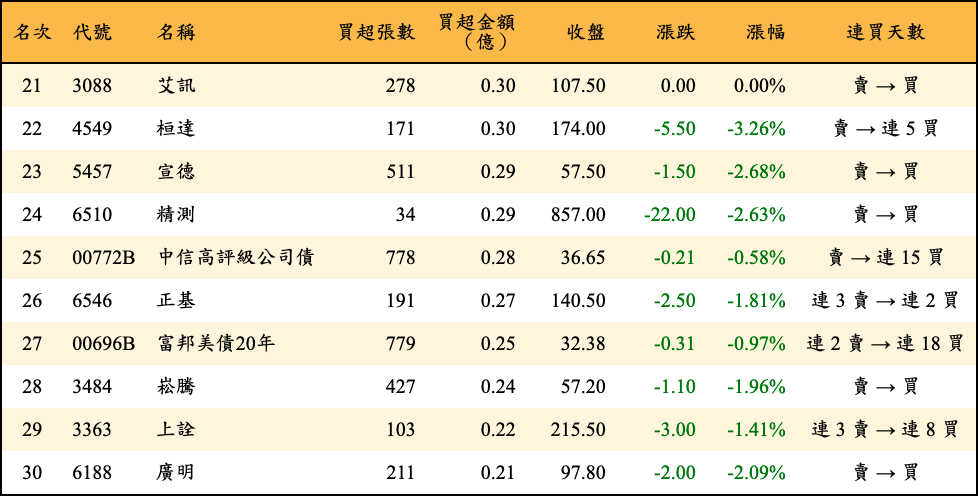 名次 代號 名稱 買超張數 買超金額（億） 收盤 漲跌 漲幅 連買天數
21 3088 艾訊 278 0.30 107.50 0.00 0.00% 賣 → 買
22 4549 桓達 171 0.30 174.00 -5.50 -3.26% 賣 → 連 5 買
23 5457 宣德 511 0.29 57.50 -1.50 -2.68% 賣 → 買
24 6510 精測 34 0.29 857.00 -22.00 -2.63% 賣 → 買
25 00772B 中信高評級公司債 778 0.28 36.65 -0.21 -0.58% 賣 → 連 15 買
26 6546 正基 191 0.27 140.50 -2.50 -1.81% 連 3 賣 → 連 2 買
27 00696B 富邦美債20年 779 0.25 32.38 -0.31 -0.97% 連 2 賣 → 連 18 買
28 3484 崧騰 427 0.24 57.20 -1.10 -1.96% 賣 → 買
29 3363 上詮 103 0.22 215.50 -3.00 -1.41% 連 3 賣 → 連 8 買
30 6188 廣明 211 0.21 97.80 -2.00 -2.09% 賣 → 買